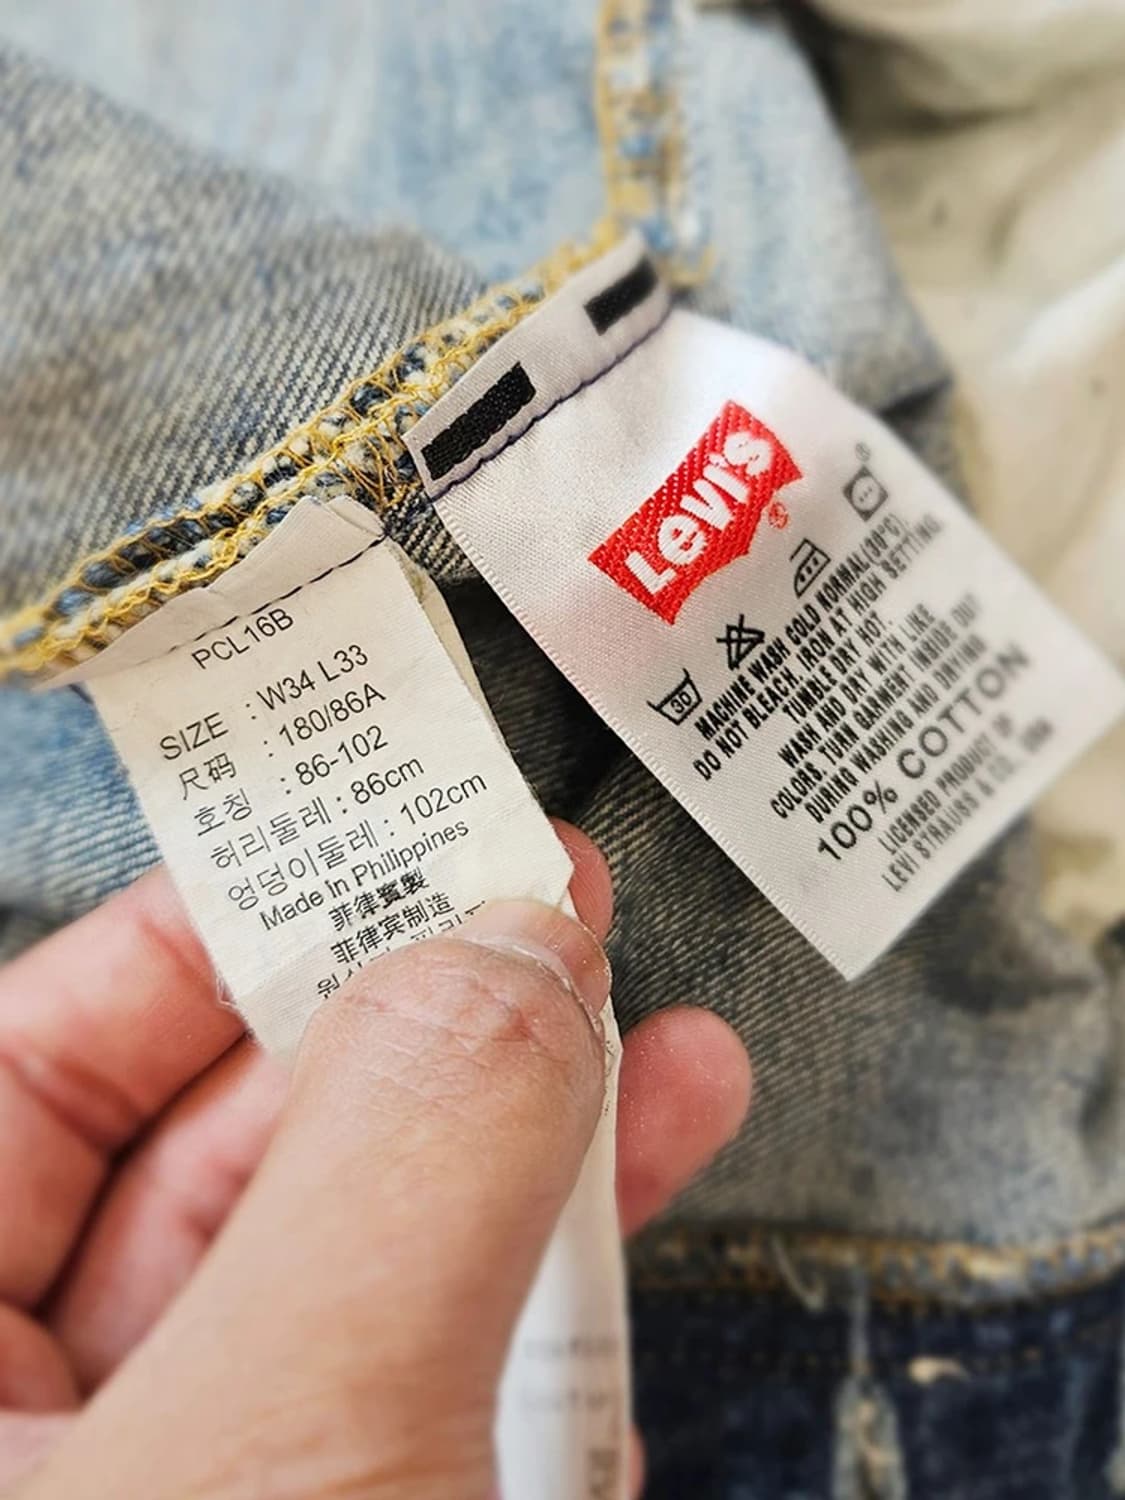 PCL16B
SIZE : W34 L33
尺码 : 180/86A
호칭 : 86-102
허리둘레 : 86cm
엉덩이둘레 : 102cm
Made In Philippines
菲律賓製
菲律宾制造
원
Levi's®
30
MACHINE WASH COLD NORMAL(30°C).
DO NOT BLEACH. IRON AT HIGH SETTING.
TUMBLE DRY HOT.
WASH AND DRY WITH LIKE
COLORS. TURN GARMENT INSIDE OUT
DURING WASHING AND DRYING
100% COTTON
LICENSED PRODUCT OF
LEVI STRAUSS & CO. USA